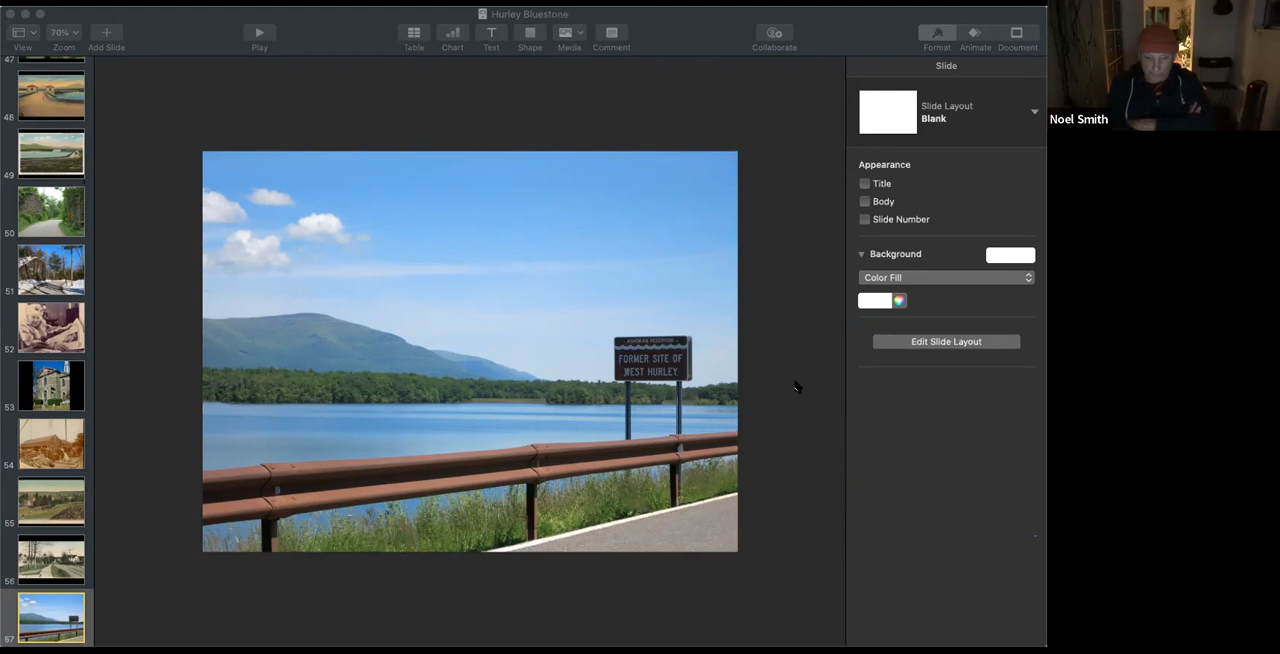 Hurley Bluestone
70%
View
Zoom
Add Slide
Play
Table
Chart
Text
Shape
Media
Comment
Collaborate
Format
Animate
Document
Slide
Slide Layout
Blank
Appearance
Title
Body
Slide Number
Background
Color Fill
Edit Slide Layout
47
48
49
50
51
52
53
54
55
56
57
ASHOKAN RESERVOIR
FORMER SITE OF
WEST HURLEY
Noel Smith